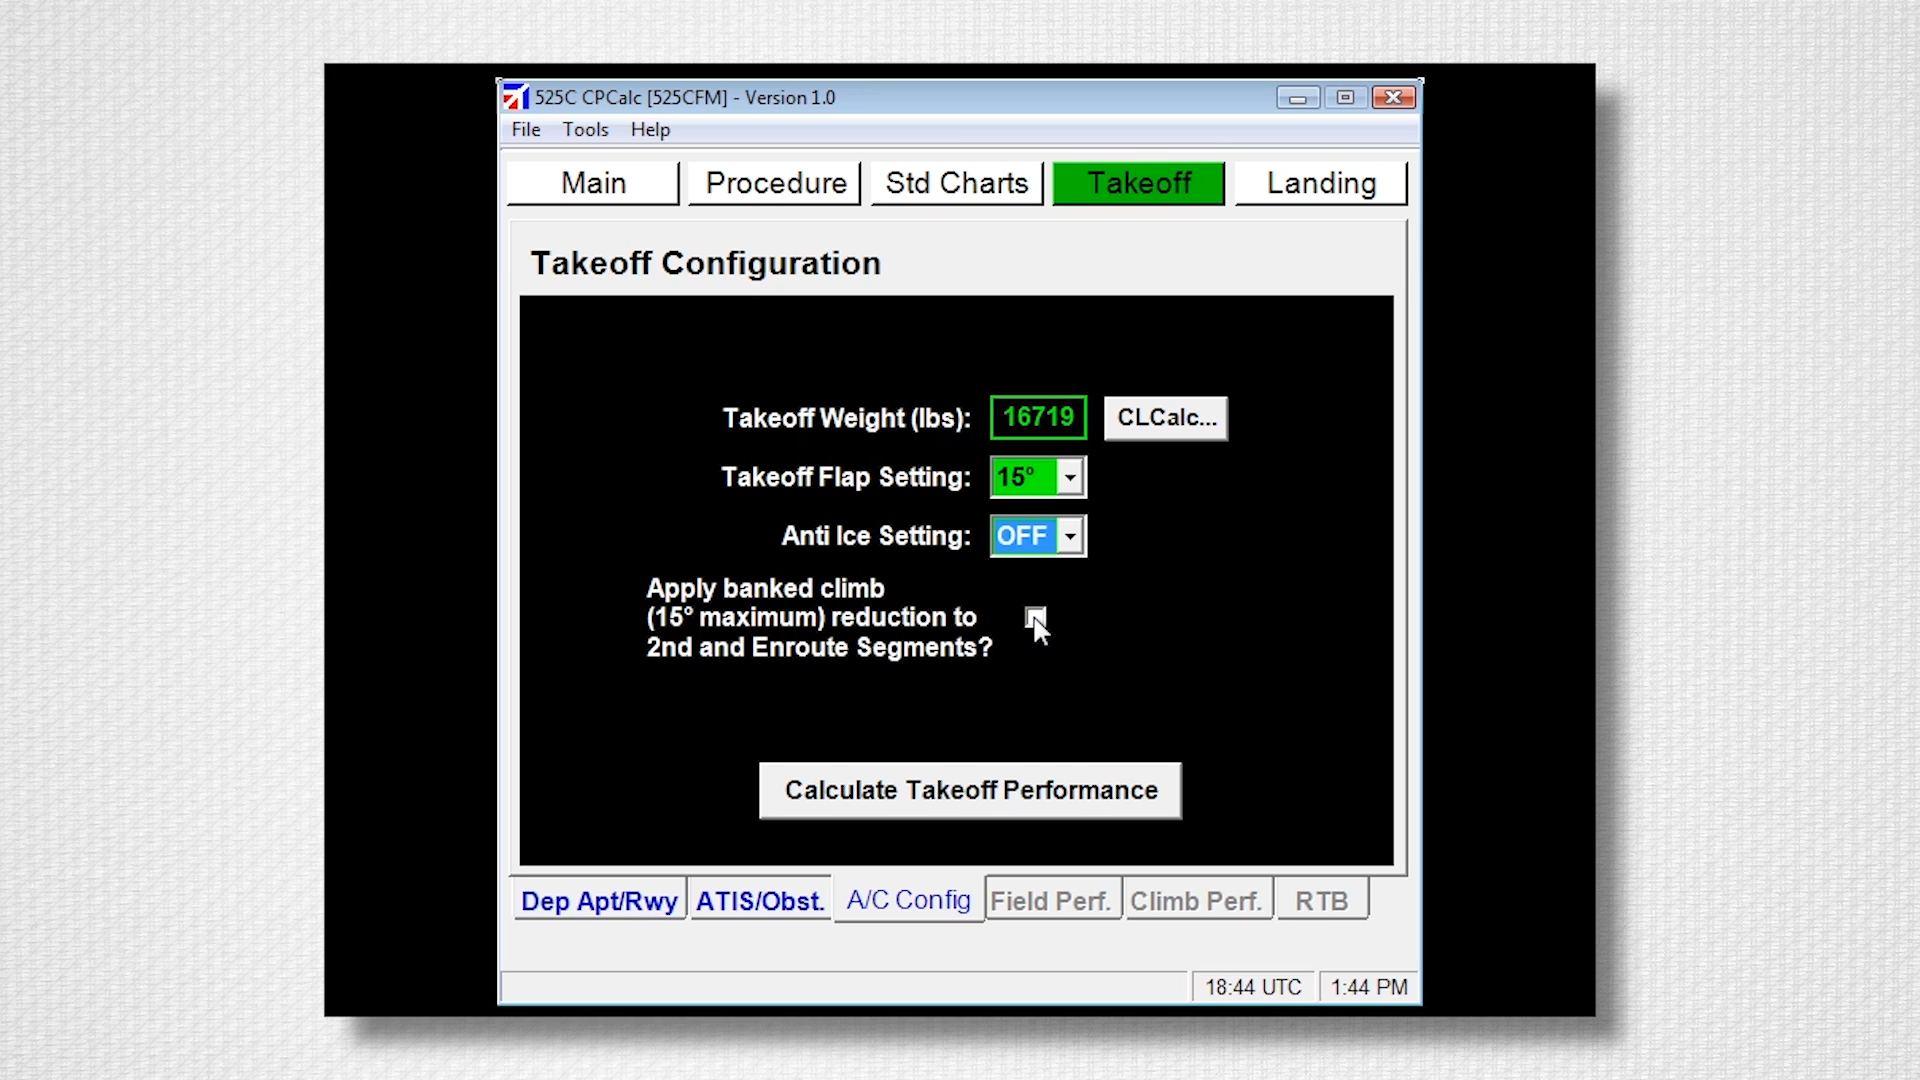 525C CPCalc [525CFM] - Version 1.0
File Tools Help
Main Procedure Std Charts Takeoff Landing
Takeoff Configuration
Takeoff Weight (lbs): 16719 CLCalc...
Takeoff Flap Setting: 15°
Anti Ice Setting: OFF
Apply banked climb
(15° maximum) reduction to
2nd and Enroute Segments?
Calculate Takeoff Performance
Dep Apt/Rwy ATIS/Obst. A/C Config Field Perf. Climb Perf. RTB
18:44 UTC 1:44 PM